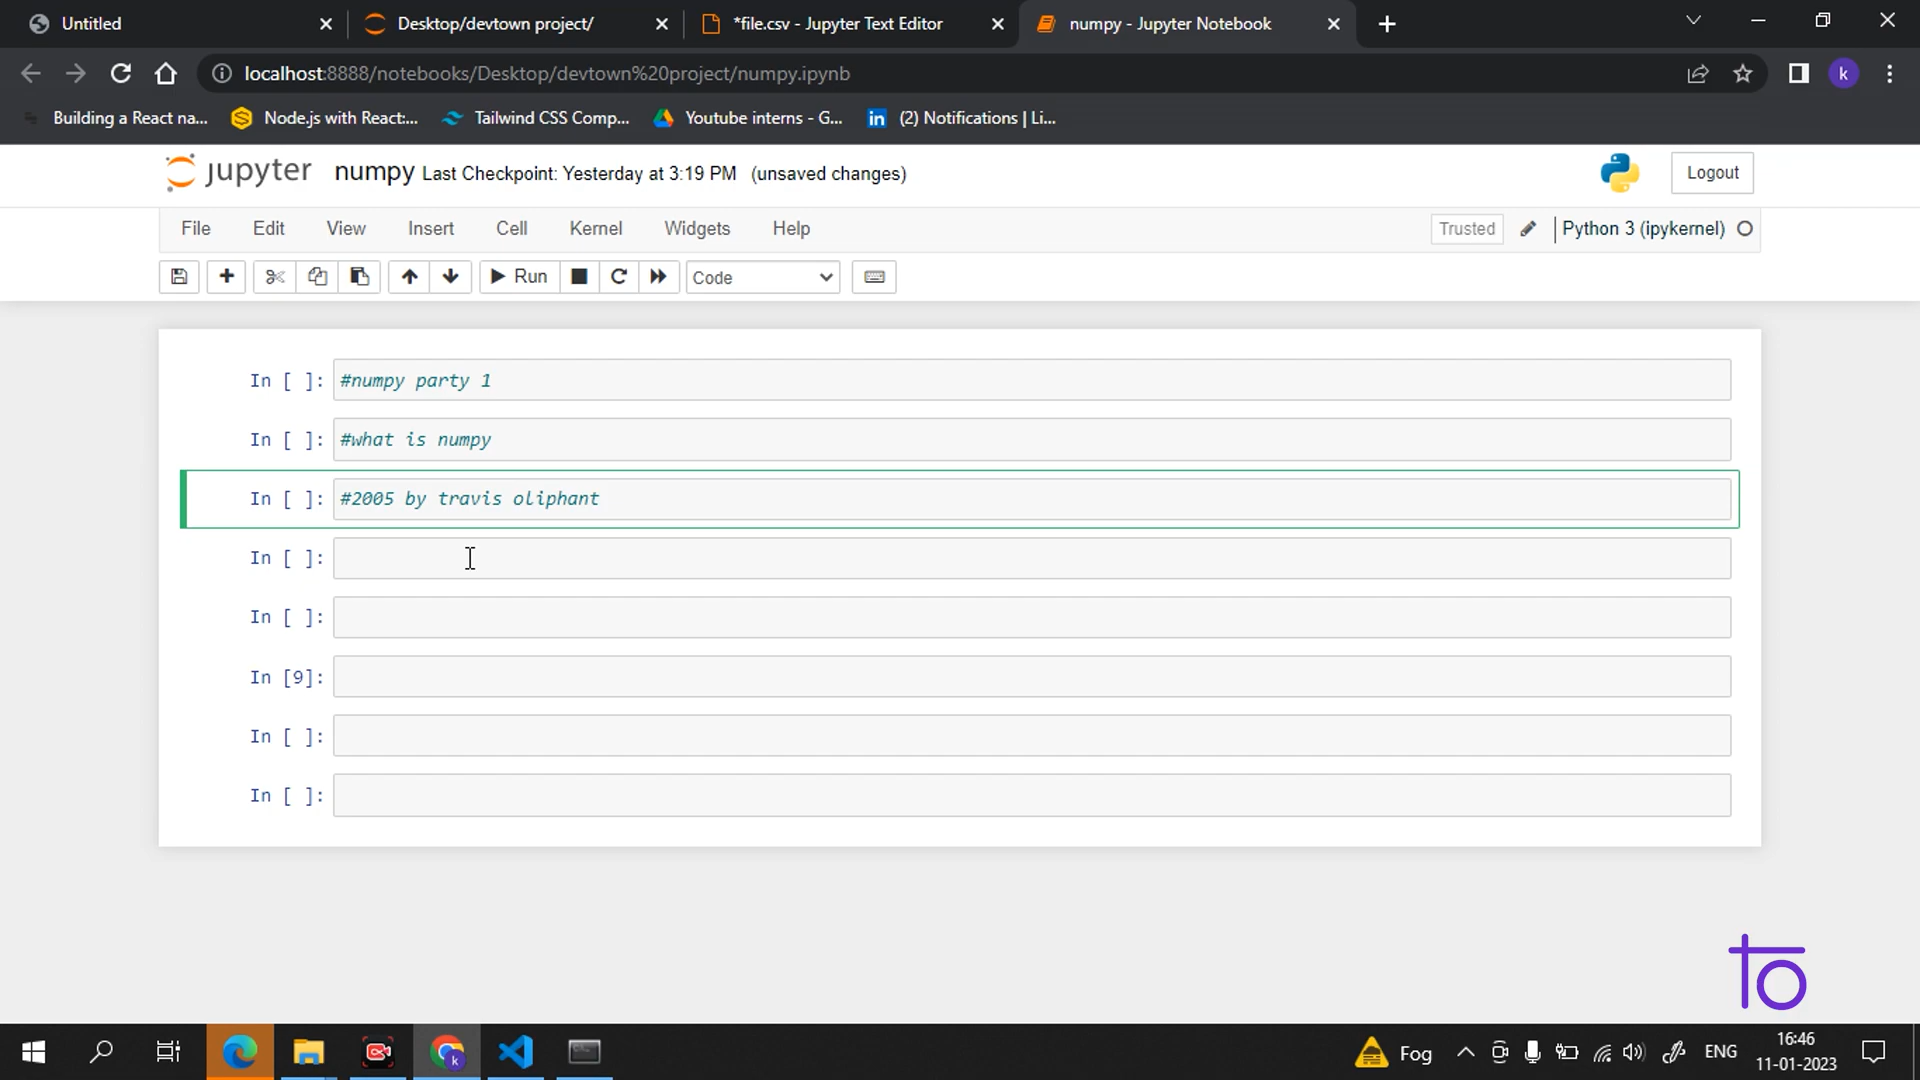 Untitled
Desktop/devtown project/
*file.csv - Jupyter Text Editor
numpy - Jupyter Notebook
localhost:8888/notebooks/Desktop/devtown%20project/numpy.ipynb
k
Building a React na...
Node.js with React:...
Tailwind CSS Comp...
Youtube interns - G...
in
(2) Notifications | Li...
jupyter
numpy Last Checkpoint: Yesterday at 3:19 PM (unsaved changes)
Logout
File
Edit
View
Insert
Cell
Kernel
Widgets
Help
Trusted
Python 3 (ipykernel)
Run
Code
In [ ]: #numpy party 1
In [ ]: #what is numpy
In [ ]: #2005 by travis oliphant
In [ ]:
In [ ]:
In [9]:
In [ ]:
In [ ]:
to
k
Fog
ENG
16:46
11-01-2023